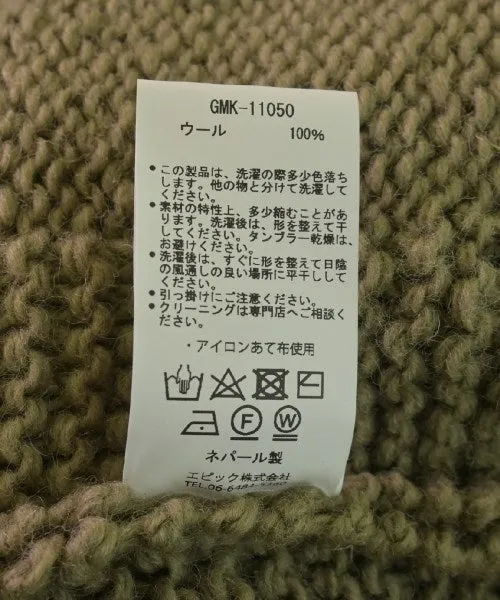 GMK-11050
ウール 100%
●この製品は、洗濯の際多少色落ち
します。他の物と分けて洗濯して
ください。
●素材の特性上、多少縮むことがあ
ります。洗濯後は、形を整えて干
してください。タンブラー乾燥は、
お避けください。
●洗濯後は、すぐに形を整えて日陰
の風通しの良い場所に平干しして
ください。
●引っ掛けにご注意ください。
●クリーニングは専門店へご相談く
ださい。
・アイロンあて布使用
F W
ネパール製
エピック株式会社